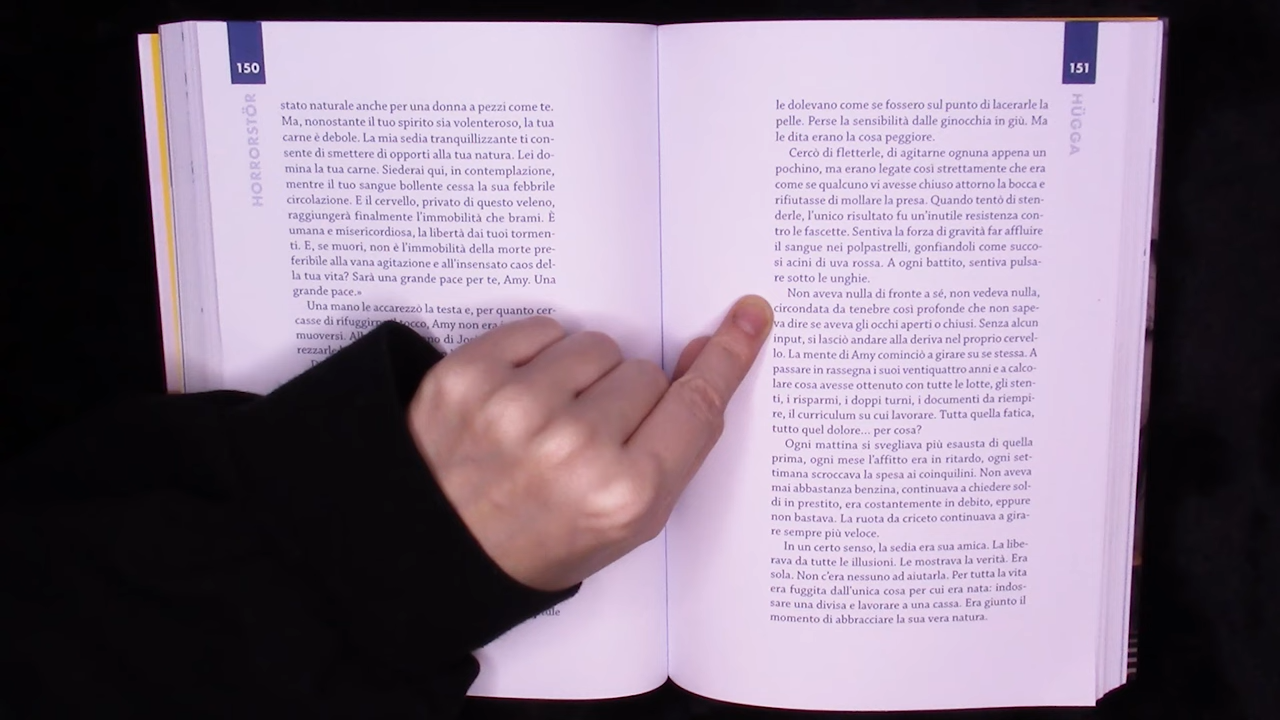 150
HORRORSTÖR
stato naturale anche per una donna a pezzi come te.
Ma, nonostante il tuo spirito sia volenteroso, la tua
carne è debole. La mia sedia tranquillizzante ti con-
sente di smettere di opporti alla tua natura. Lei do-
mina la tua carne. Siederai qui, in contemplazione,
mentre il tuo sangue bollente cessa la sua febbrile
circolazione. E il cervello, privato di questo veleno,
raggiungerà finalmente l'immobilità che brami. È
umana e misericordiosa, la libertà dai tuoi tormen-
ti. E, se muori, non è l'immobilità della morte pre-
feribile alla vana agitazione e all'insensato caos del-
la tua vita? Sarà una grande pace per te, Amy. Una
grande pace.»
Una mano le accarezzò la testa e, per quanto cer-
casse di rifuggirne il tocco, Amy non era
muoversi. no di
151
HÜGGA
le dolevano come se fossero sul punto di lacerarle la
pelle. Perse la sensibilità dalle ginocchia in giù. Ma
le dita erano la cosa peggiore.
Cercò di fletterle, di agitarne ognuna appena un
pochino, ma erano legate così strettamente che era
come se qualcuno vi avesse chiuso attorno la bocca e
rifiutasse di mollare la presa. Quando tentò di sten-
derle, l'unico risultato fu un'inutile resistenza con-
tro le fascette. Sentiva la forza di gravità far affluire
il sangue nei polpastrelli, gonfiandoli come succo-
si acini di uva rossa. A ogni battito, sentiva pulsa-
re sotto le unghie.
Non aveva nulla di fronte a sé, non vedeva nulla,
circondata da tenebre così profonde che non sape-
va dire se aveva gli occhi aperti o chiusi. Senza alcun
input, si lasciò andare alla deriva nel proprio cervel-
lo. La mente di Amy cominciò a girare su se stessa. A
passare in rassegna i suoi ventiquattro anni e a calco-
lare cosa avesse ottenuto con tutte le lotte, gli sten-
ti, i risparmi, i doppi turni, i documenti da riempi-
re, il curriculum su cui lavorare. Tutta quella fatica,
tutto quel dolore... per cosa?
Ogni mattina si svegliava più esausta di quella
prima, ogni mese l'affitto era in ritardo, ogni set-
timana scroccava la spesa ai coinquilini. Non aveva
mai abbastanza benzina, continuava a chiedere sol-
di in prestito, era costantemente in debito, eppure
non bastava. La ruota da criceto continuava a gira-
re sempre più veloce.
In un certo senso, la sedia era sua amica. La libe-
rava da tutte le illusioni. Le mostrava la verità. Era
sola. Non c'era nessuno ad aiutarla. Per tutta la vita
era fuggita dall'unica cosa per cui era nata: indos-
sare una divisa e lavorare a una cassa. Era giunto il
momento di abbracciare la sua vera natura.